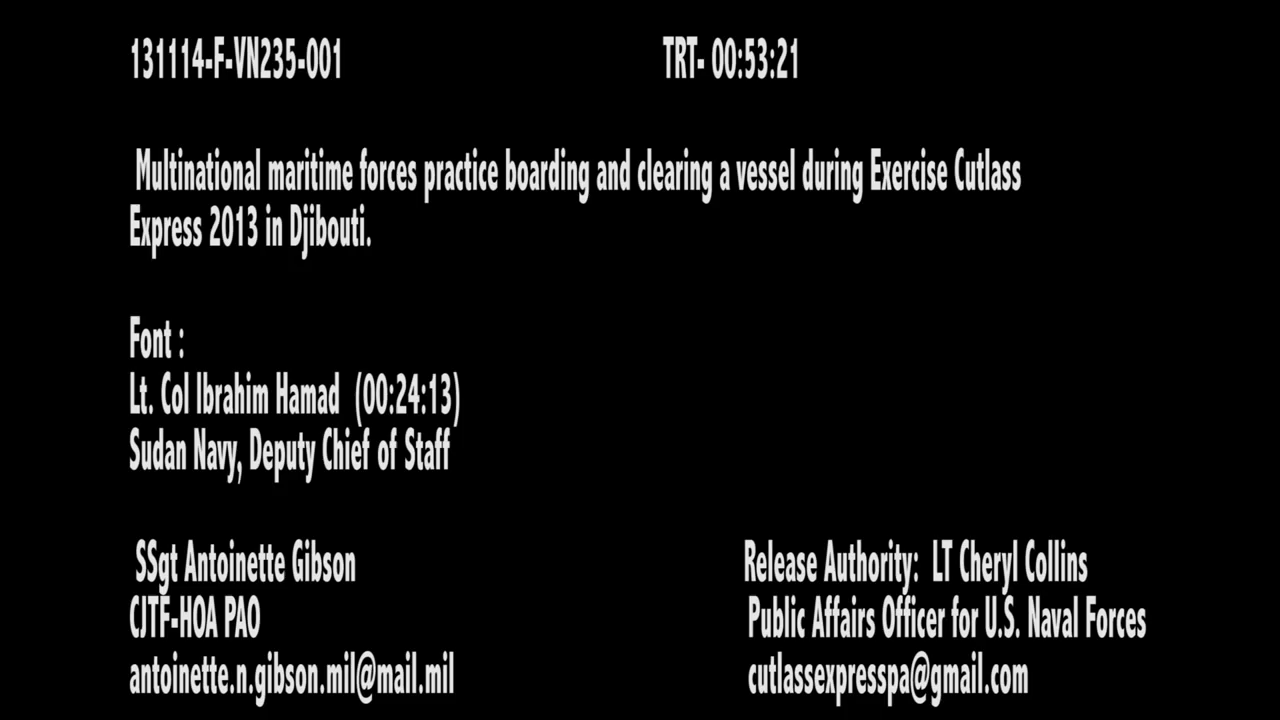 131114-F-VN235-001 TRT- 00:53:21
Multinational maritime forces practice boarding and clearing a vessel during Exercise Cutlass
Express 2013 in Djibouti.
Font :
Lt. Col Ibrahim Hamad (00:24:13)
Sudan Navy, Deputy Chief of Staff
SSgt Antoinette Gibson
CJTF-HOA PAO
antoinette.n.gibson.mil@mail.mil
Release Authority: LT Cheryl Collins
Public Affairs Officer for U.S. Naval Forces
cutlassexpresspa@gmail.com